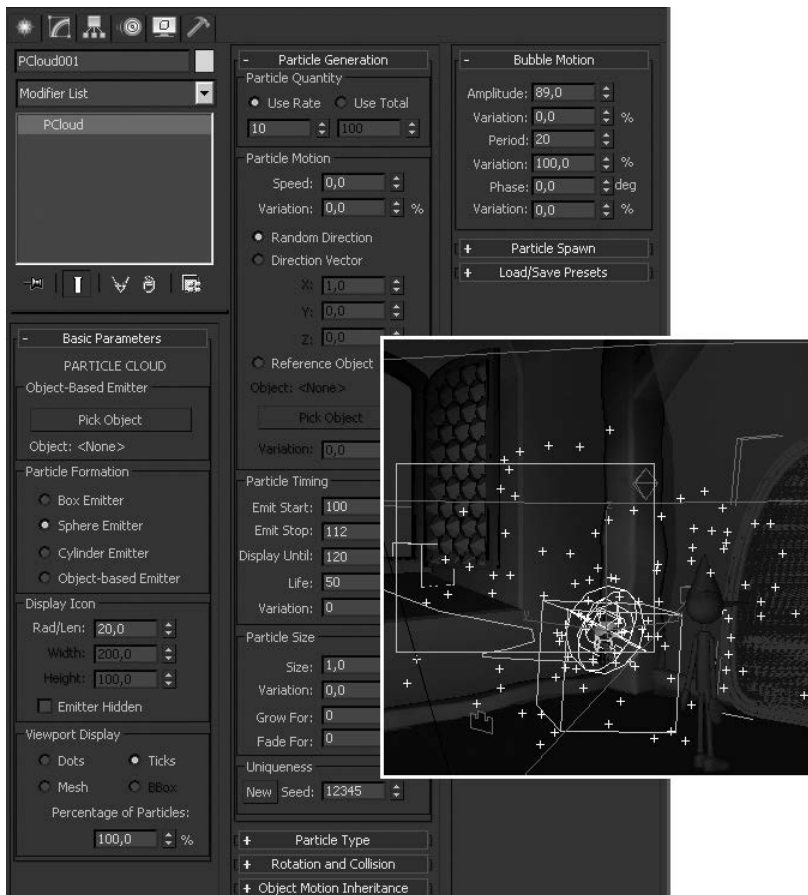 PCloud001
Modifier List
PCloud
- Basic Parameters
PARTICLE CLOUD
Object-Based Emitter
Pick Object
Object: <None>
Particle Formation
Box Emitter
Sphere Emitter
Cylinder Emitter
Object-based Emitter
Display Icon
Rad/Len: 20,0
Width: 200,0
Height: 100,0
Emitter Hidden
Viewport Display
Dots Ticks
Mesh BBox
Percentage of Particles:
100,0 %
- Particle Generation
Particle Quantity
Use Rate Use Total
10 100
Particle Motion
Speed: 0,0
Variation: 0,0 %
Random Direction
Direction Vector
X: 1,0
Y: 0,0
Z: 0,0
Reference Object
Object: <None>
Pick Object
Variation: 0,0
Particle Timing
Emit Start: 100
Emit Stop: 112
Display Until: 120
Life: 50
Variation: 0
Particle Size
Size: 1,0
Variation: 0,0
Grow For: 0
Fade For: 0
Uniqueness
New Seed: 12345
+ Particle Type
+ Rotation and Collision
+ Object Motion Inheritance
- Bubble Motion
Amplitude: 89,0
Variation: 0,0 %
Period: 20
Variation: 100,0 %
Phase: 0,0 deg
Variation: 0,0 %
+ Particle Spawn
+ Load/Save Presets